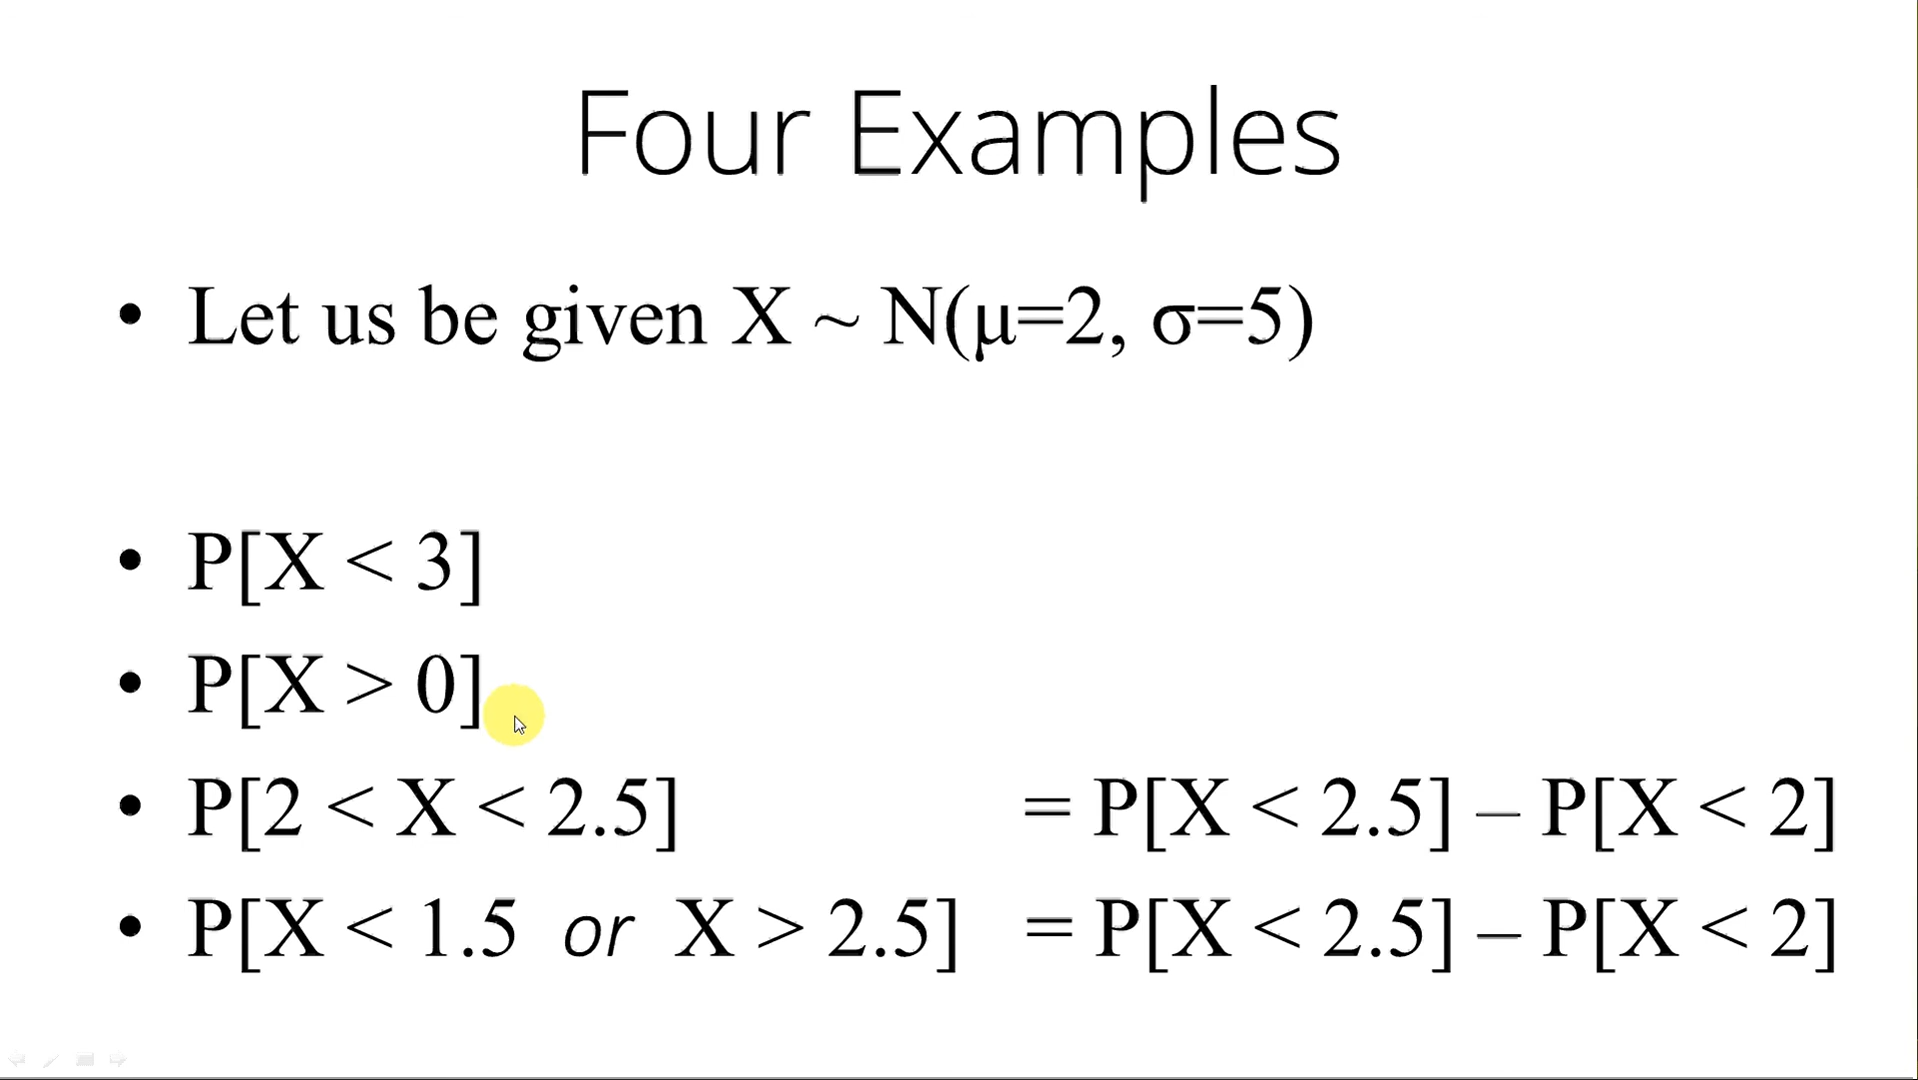 Four Examples
• Let us be given X ~ N(μ=2, σ=5)
• P[X < 3]
• P[X > 0]
• P[2 < X < 2.5] = P[X < 2.5] – P[X < 2]
• P[X < 1.5 or X > 2.5] = P[X < 2.5] – P[X < 2]